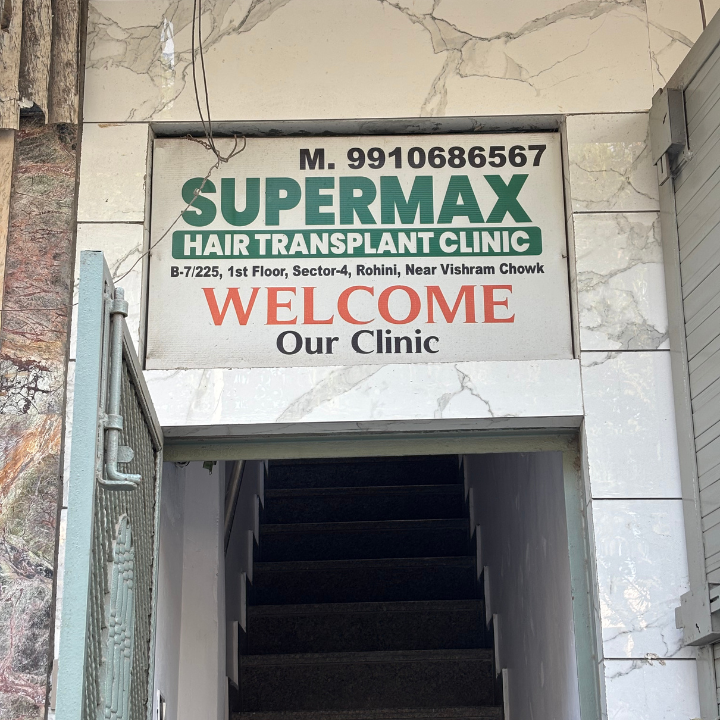 M. 9910686567
SUPERMAX
HAIR TRANSPLANT CLINIC
B-7/225, 1st Floor, Sector-4, Rohini, Near Vishram Chowk
WELCOME
Our Clinic